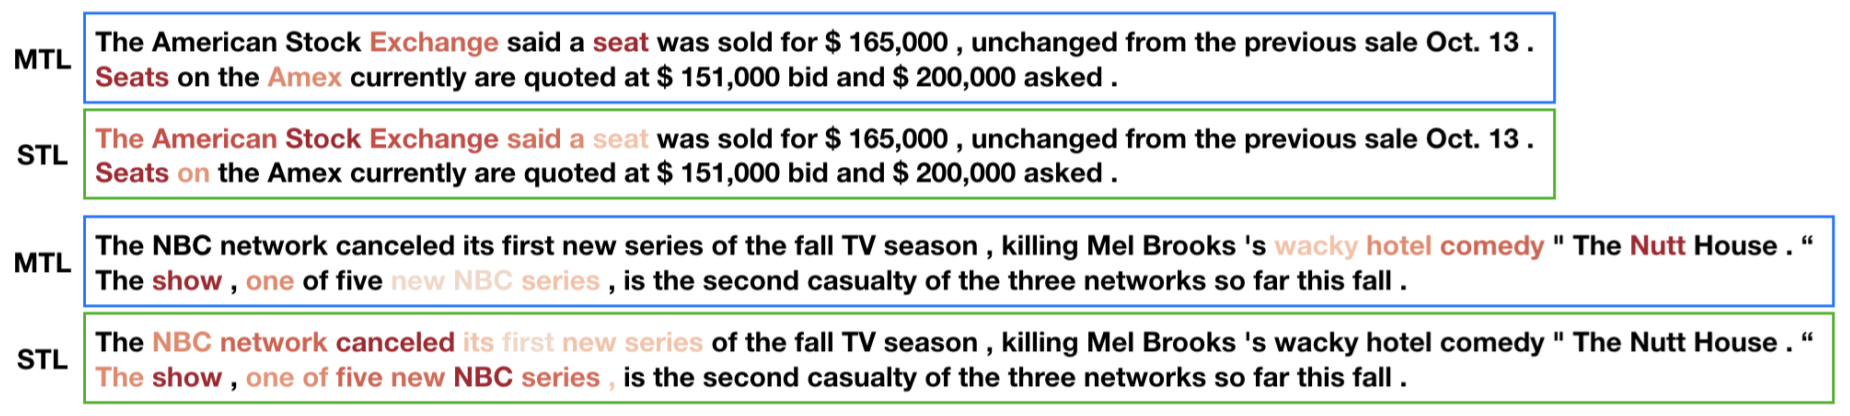 MTL
The American Stock Exchange said a seat was sold for $ 165,000 , unchanged from the previous sale Oct. 13 .
Seats on the Amex currently are quoted at $ 151,000 bid and $ 200,000 asked .
STL
The American Stock Exchange said a seat was sold for $ 165,000 , unchanged from the previous sale Oct. 13 .
Seats on the Amex currently are quoted at $ 151,000 bid and $ 200,000 asked .
MTL
The NBC network canceled its first new series of the fall TV season , killing Mel Brooks 's wacky hotel comedy " The Nutt House . “
The show , one of five new NBC series , is the second casualty of the three networks so far this fall .
STL
The NBC network canceled its first new series of the fall TV season , killing Mel Brooks 's wacky hotel comedy " The Nutt House . “
The show , one of five new NBC series , is the second casualty of the three networks so far this fall .